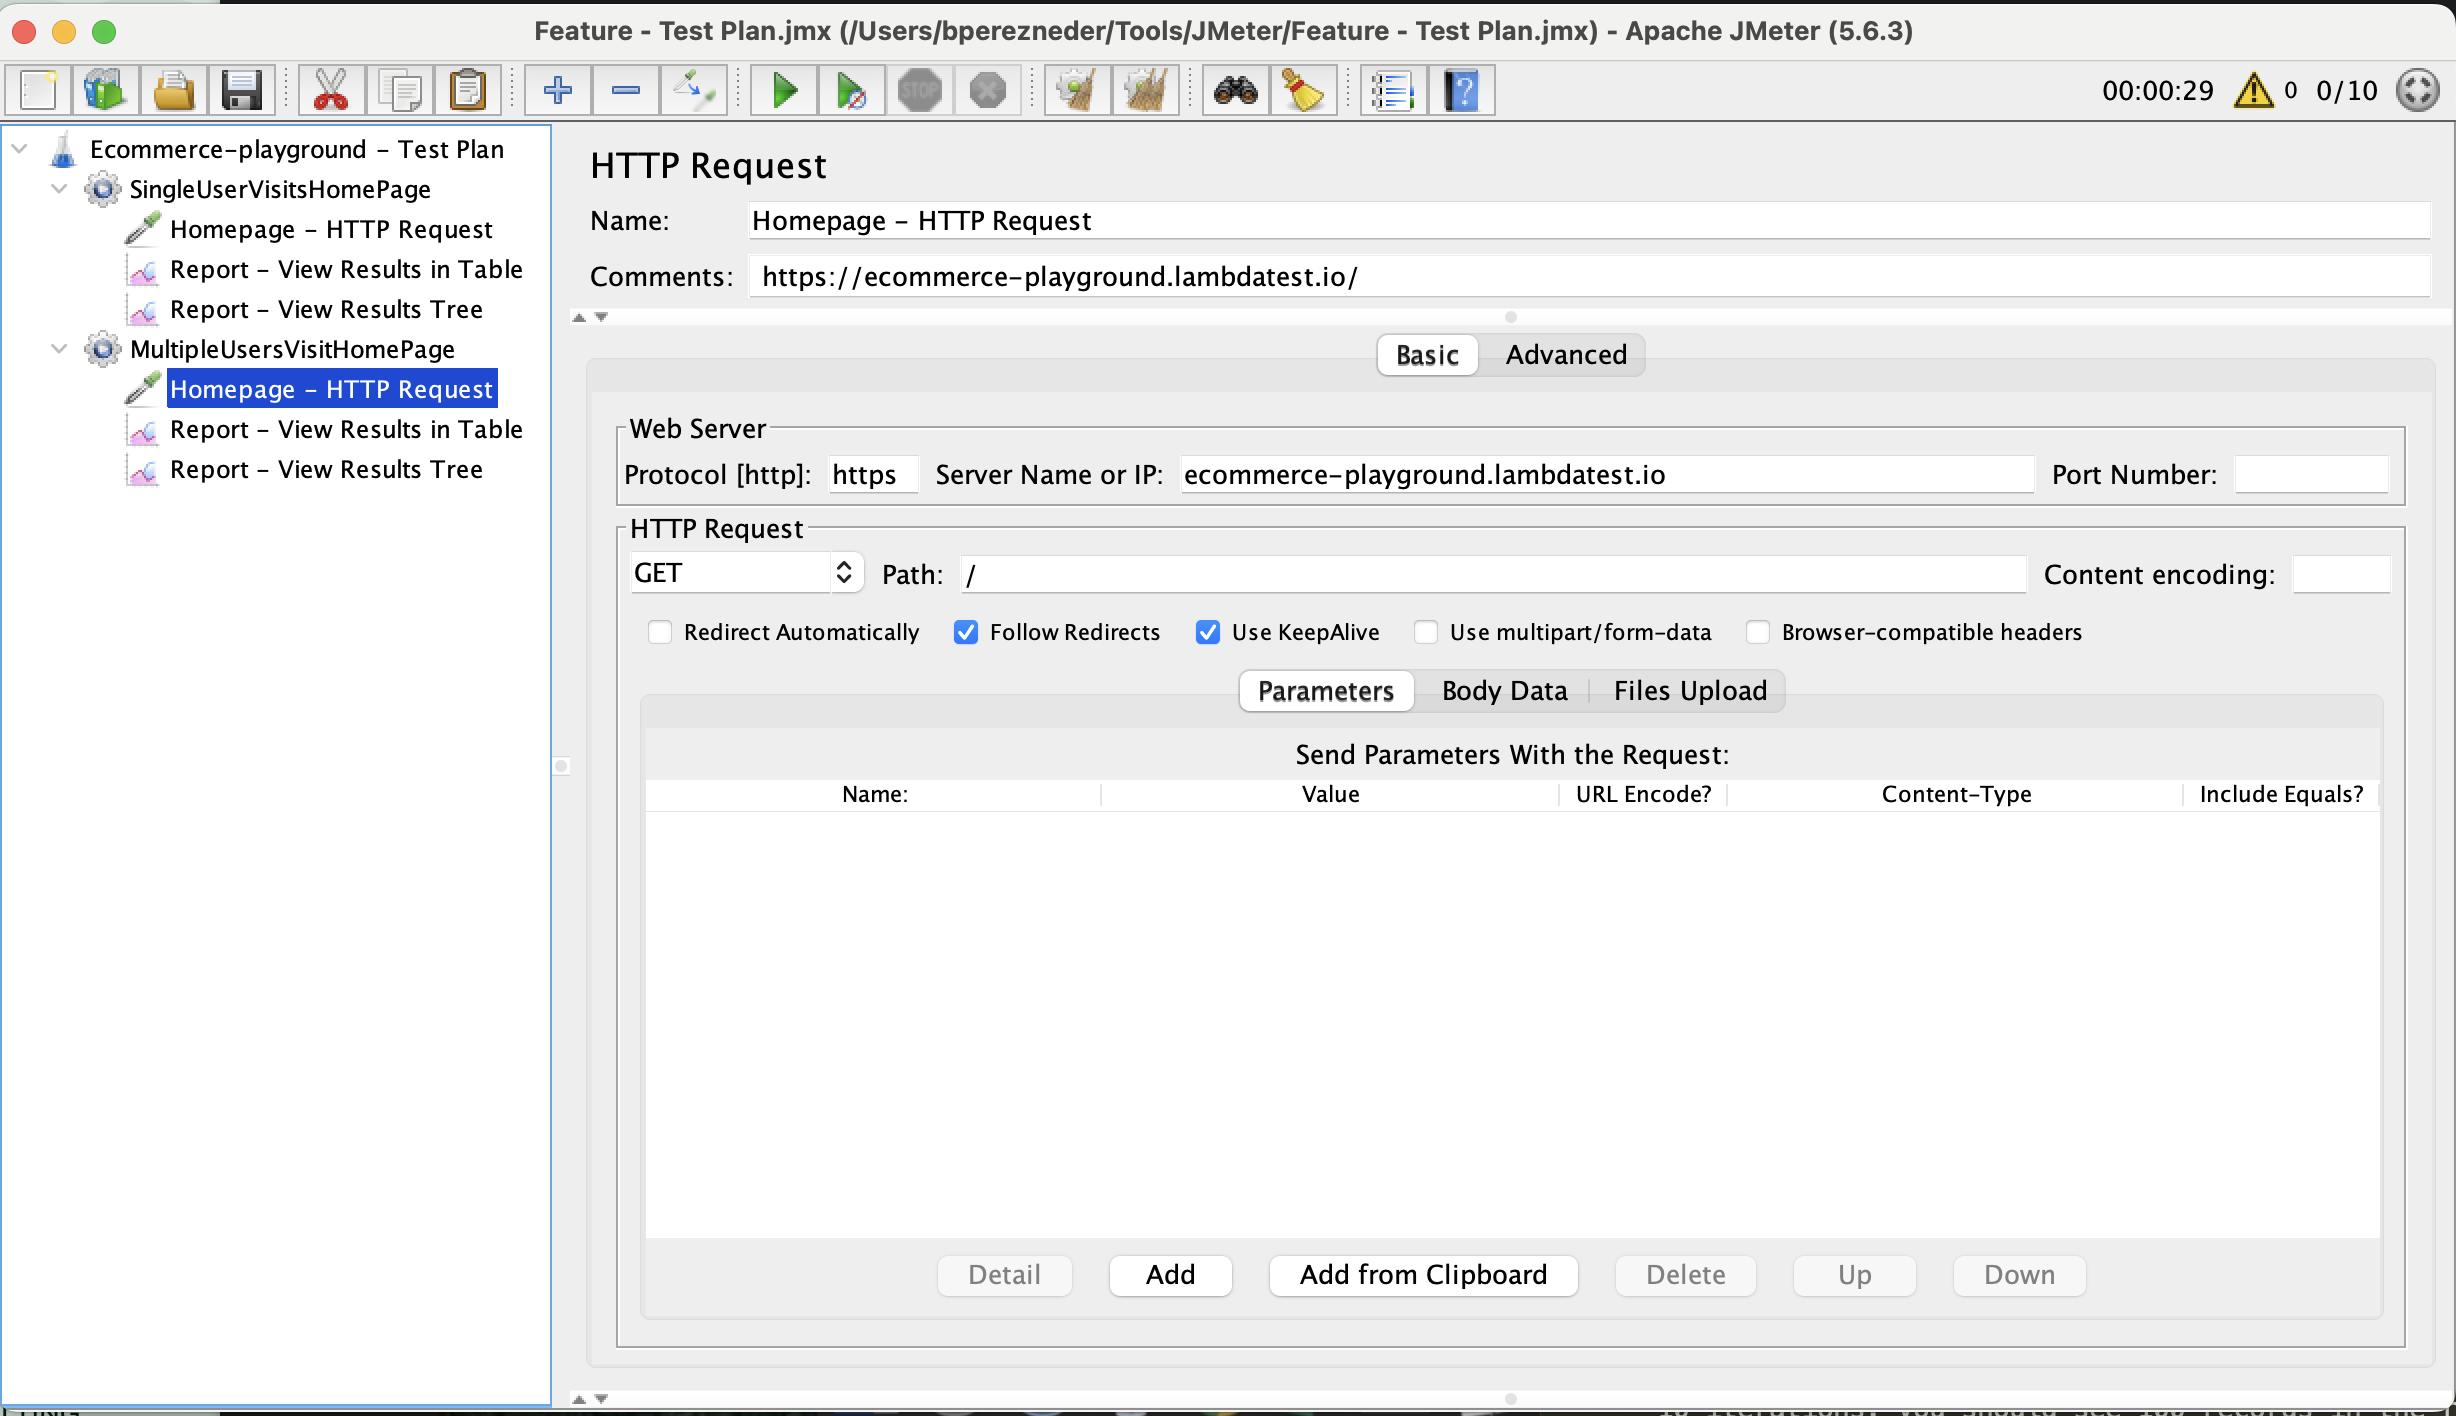 Feature - Test Plan.jmx (/Users/bperezneder/Tools/JMeter/Feature - Test Plan.jmx) - Apache JMeter (5.6.3)
STOP
00:00:29 0 0/10
Ecommerce-playground - Test Plan
SingleUserVisitsHomePage
Homepage - HTTP Request
Report - View Results in Table
Report - View Results Tree
MultipleUsersVisitHomePage
Homepage - HTTP Request
Report - View Results in Table
Report - View Results Tree
HTTP Request
Name: Homepage - HTTP Request
Comments: https://ecommerce-playground.lambdatest.io/
Basic Advanced
Web Server
Protocol [http]: https Server Name or IP: ecommerce-playground.lambdatest.io Port Number:
HTTP Request
GET Path: / Content encoding:
Redirect Automatically Follow Redirects Use KeepAlive Use multipart/form-data Browser-compatible headers
Parameters Body Data Files Upload
Send Parameters With the Request:
Name: Value URL Encode? Content-Type Include Equals?
Detail Add Add from Clipboard Delete Up Down